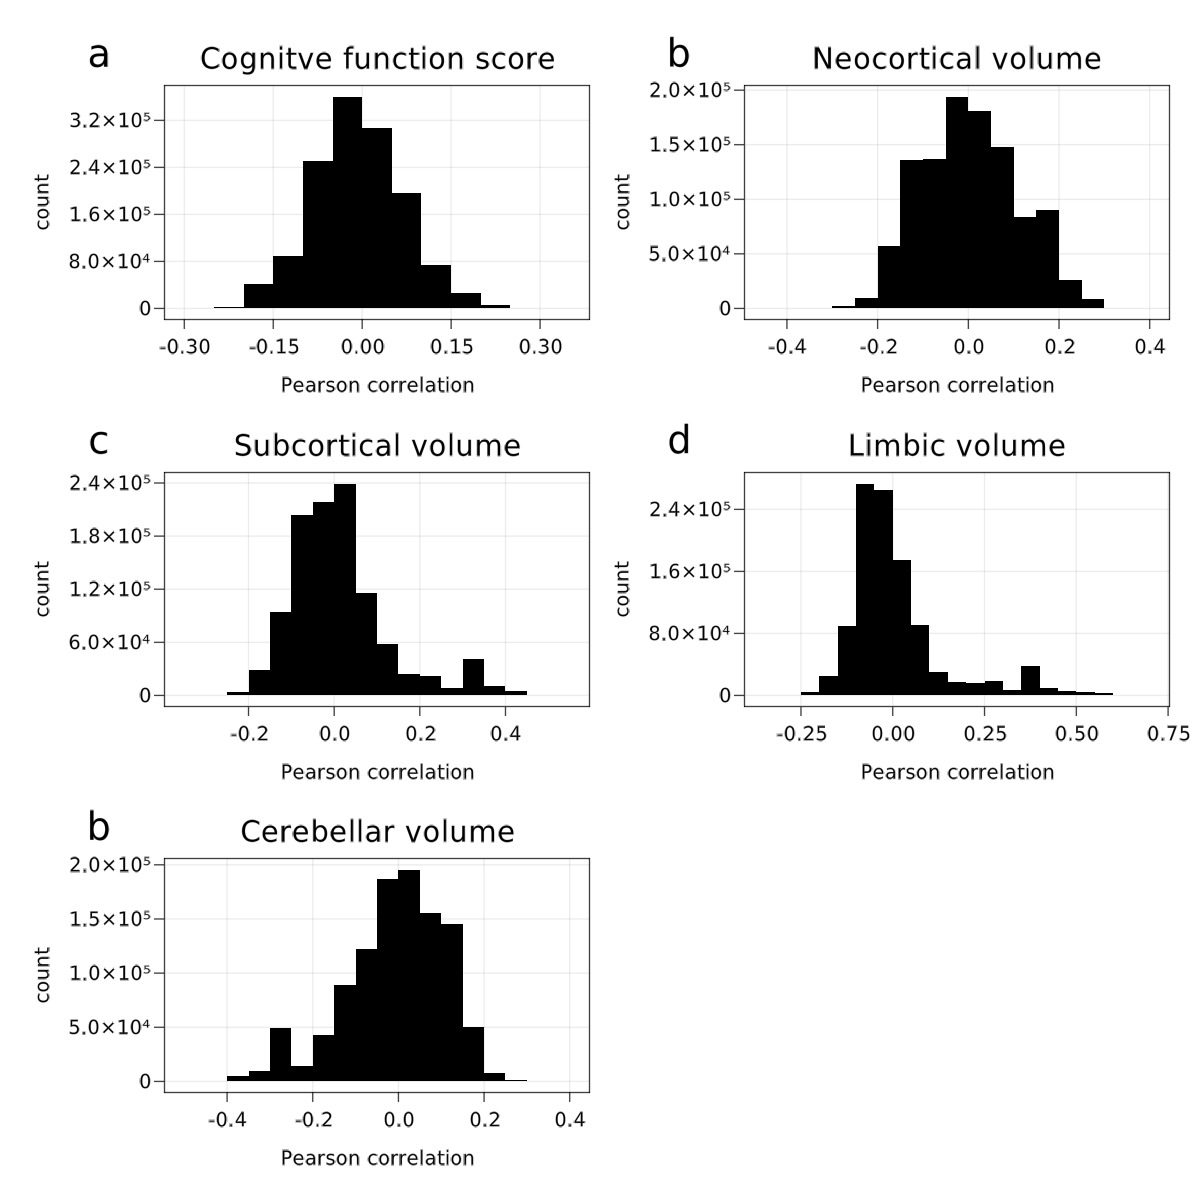 a
Cognitve function score
count
3.2×10⁵
2.4×10⁵
1.6×10⁵
8.0×10⁴
0
-0.30 -0.15 0.00 0.15 0.30
Pearson correlation
b
Neocortical volume
count
2.0×10⁵
1.5×10⁵
1.0×10⁵
5.0×10⁴
0
-0.4 -0.2 0.0 0.2 0.4
Pearson correlation
c
Subcortical volume
count
2.4×10⁵
1.8×10⁵
1.2×10⁵
6.0×10⁴
0
-0.2 0.0 0.2 0.4
Pearson correlation
d
Limbic volume
count
2.4×10⁵
1.6×10⁵
8.0×10⁴
0
-0.25 0.00 0.25 0.50 0.75
Pearson correlation
b
Cerebellar volume
count
2.0×10⁵
1.5×10⁵
1.0×10⁵
5.0×10⁴
0
-0.4 -0.2 0.0 0.2 0.4
Pearson correlation